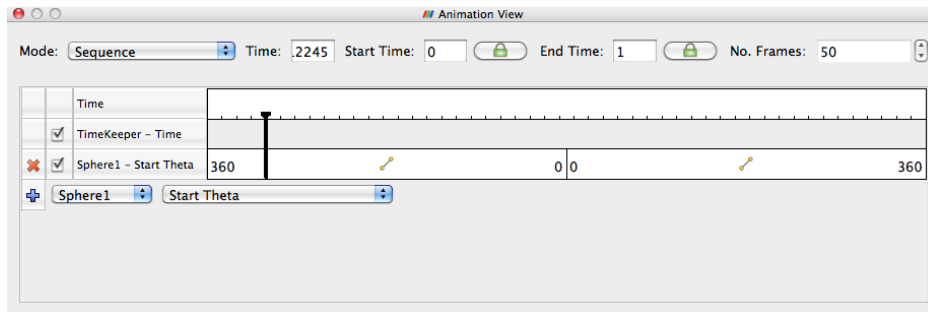 Animation View
Mode: Sequence Time: .2245 Start Time: 0 End Time: 1 No. Frames: 50
Time
TimeKeeper – Time
Sphere1 – Start Theta 360 0 0 360
Sphere1 Start Theta